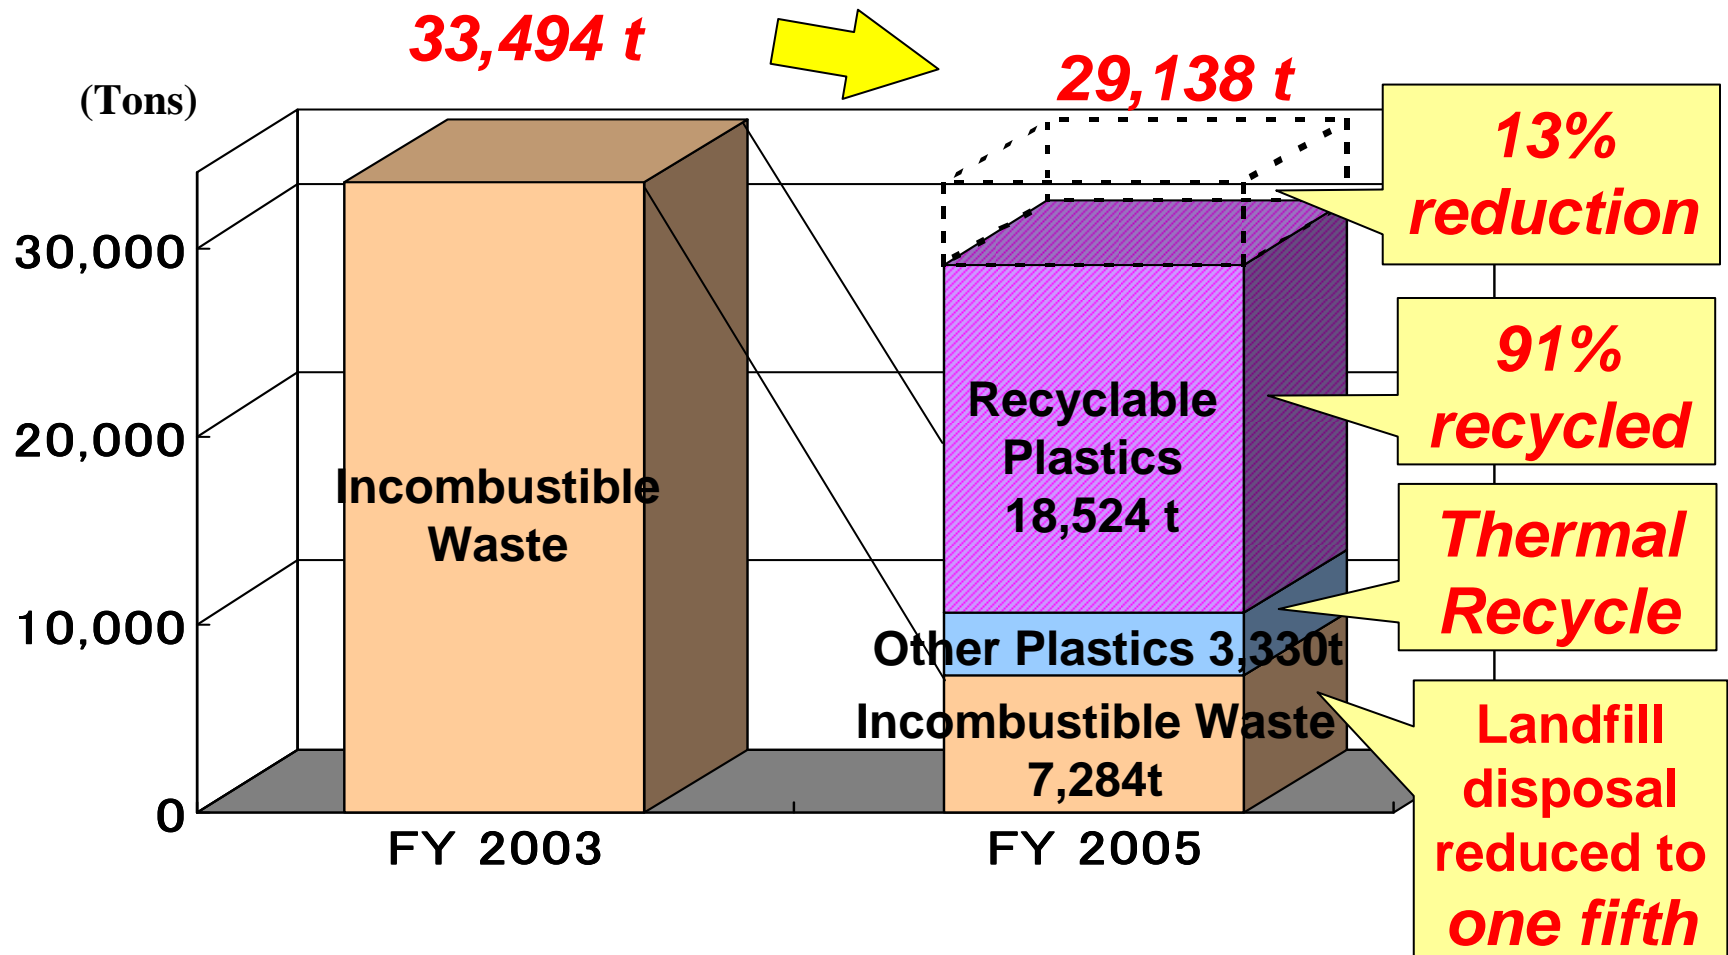 33,494 t
29,138 t
(Tons)
30,000
20,000
10,000
0
Incombustible
Waste
FY 2003
Recyclable
Plastics
18,524 t
Other Plastics 3,330t
Incombustible Waste
7,284t
FY 2005
13%
reduction
91%
recycled
Thermal
Recycle
Landfill
disposal
reduced to
one fifth